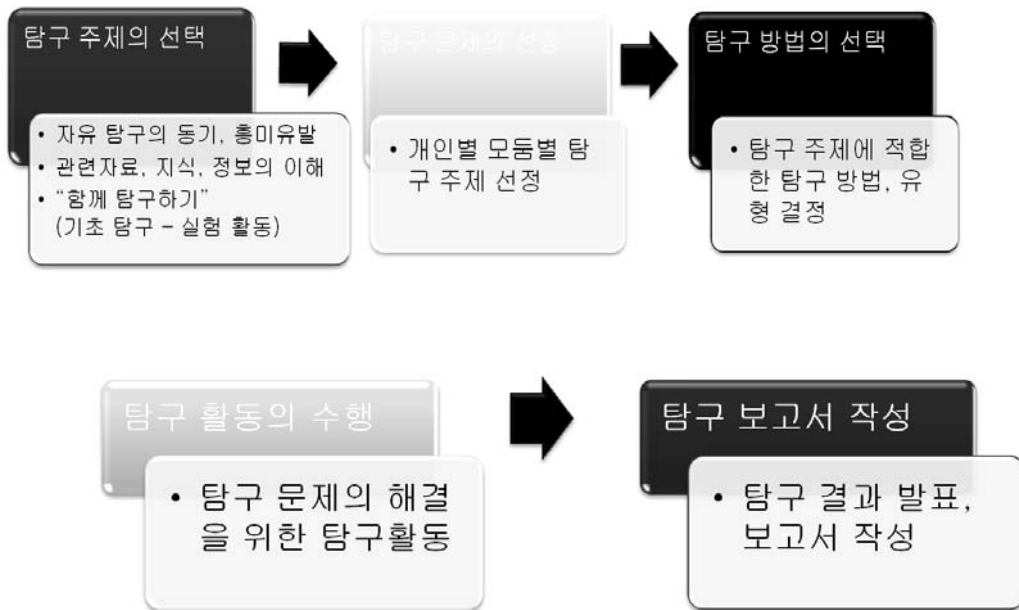 탐구 주제의 선택
• 자유 탐구의 동기, 흥미유발
• 관련자료, 지식, 정보의 이해
• “함께 탐구하기”
(기초 탐구 – 실험 활동)
탐구 문제의 선정
• 개인별 모둠별 탐
구 주제 선정
탐구 방법의 선택
• 탐구 주제에 적합
한 탐구 방법, 유
형 결정
탐구 활동의 수행
• 탐구 문제의 해결
을 위한 탐구활동
탐구 보고서 작성
• 탐구 결과 발표,
보고서 작성